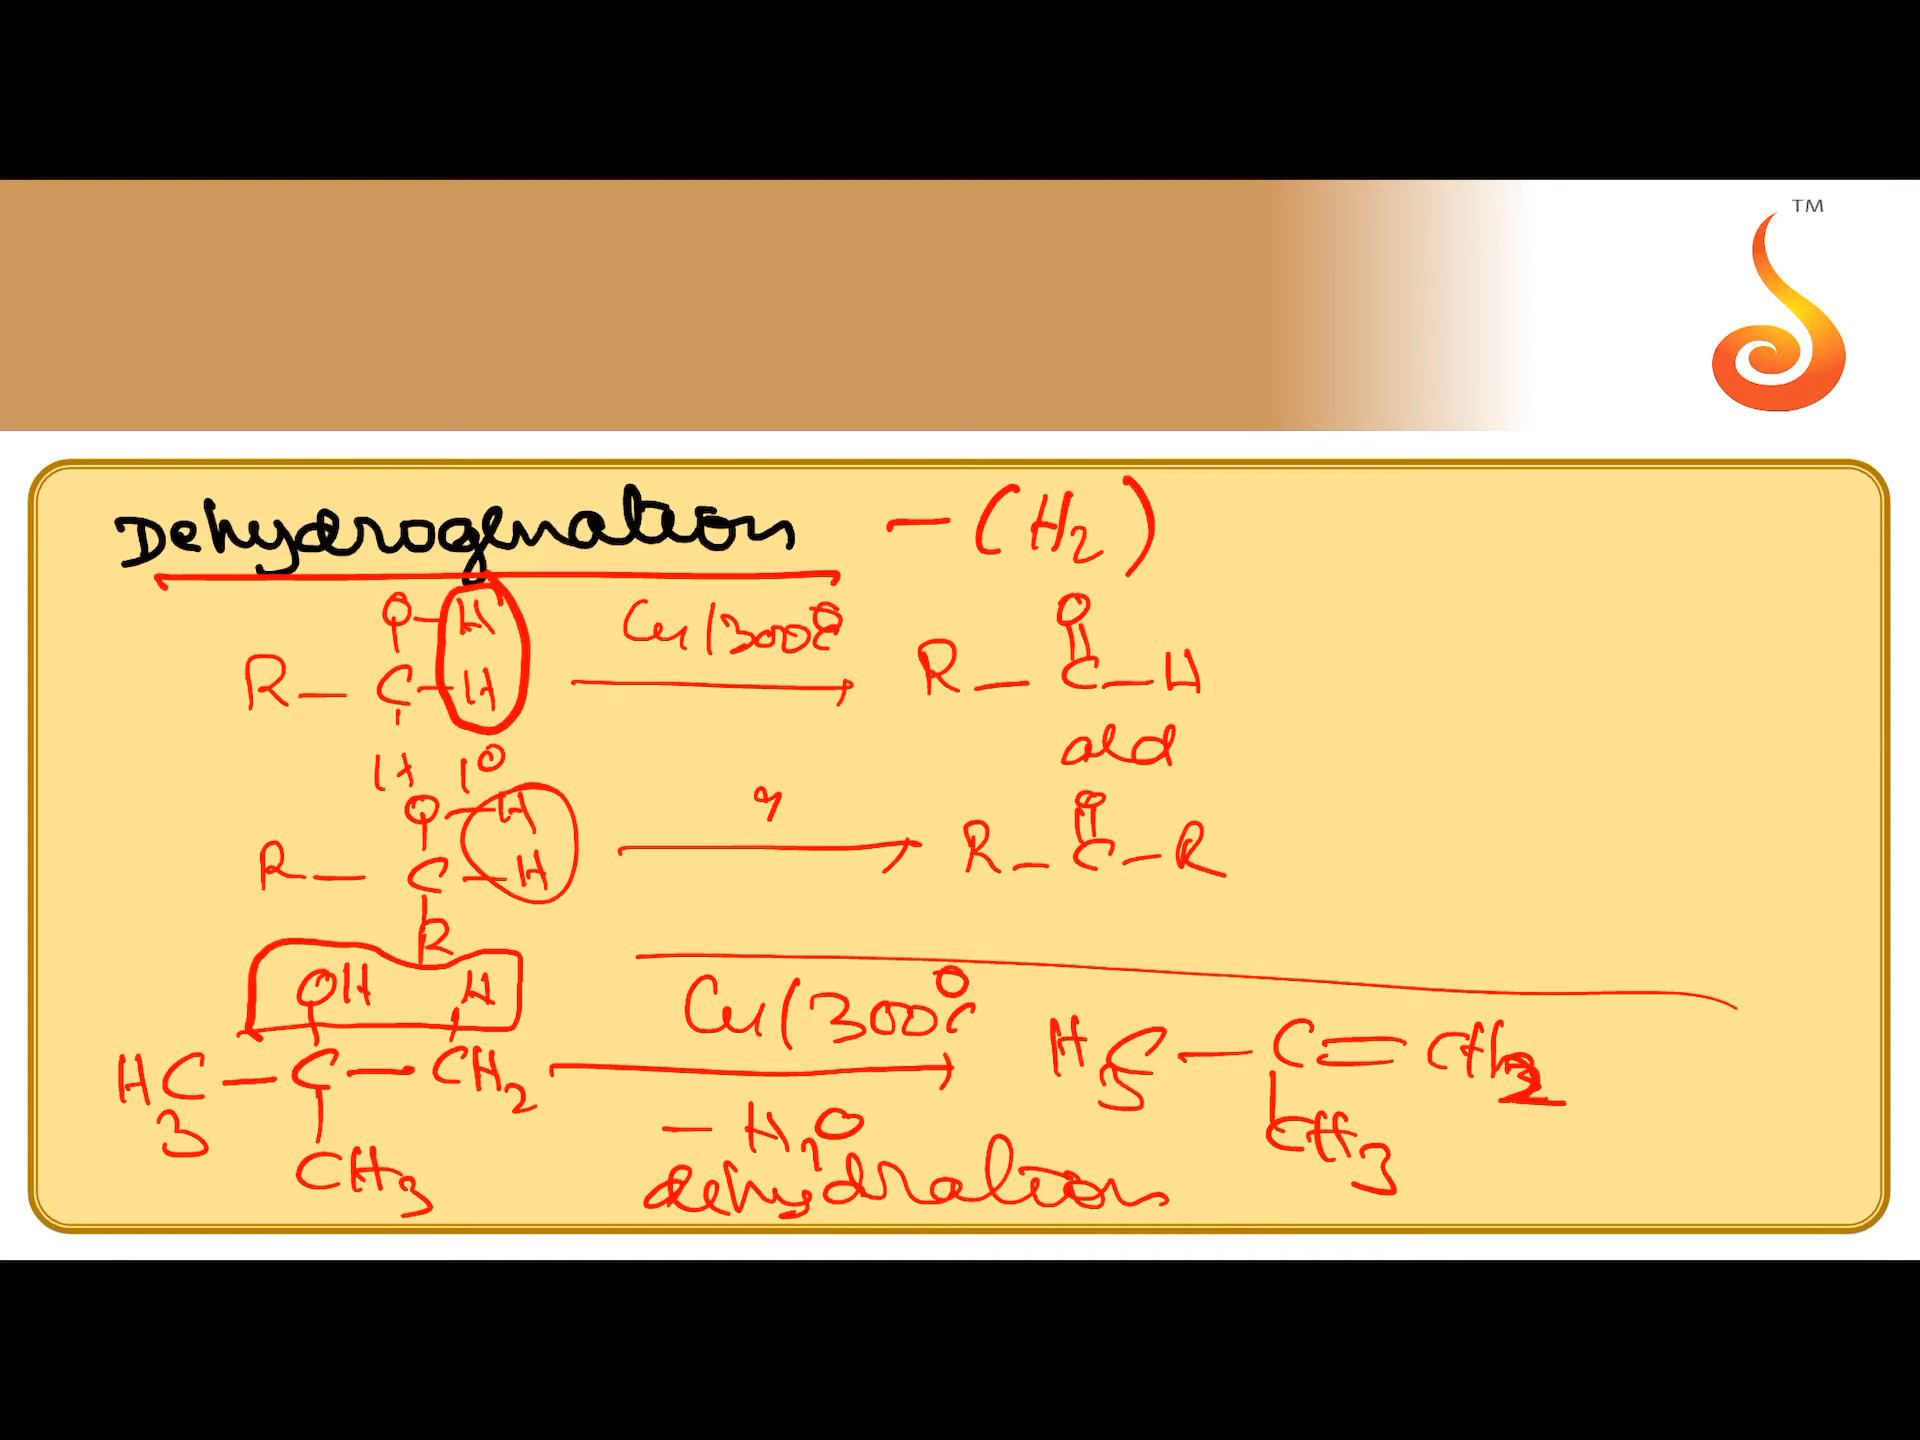 TM
Dehydrogenation - (H2)
O-H Cu/300°C O
R - C - H R - C - H
H 1° ald
O-H " O
R - C - H R - C - R
R
OH H Cu/300°C
H3C - C - CH2 H3C - C = CH2
- H2O CH3
CH3 dehydration